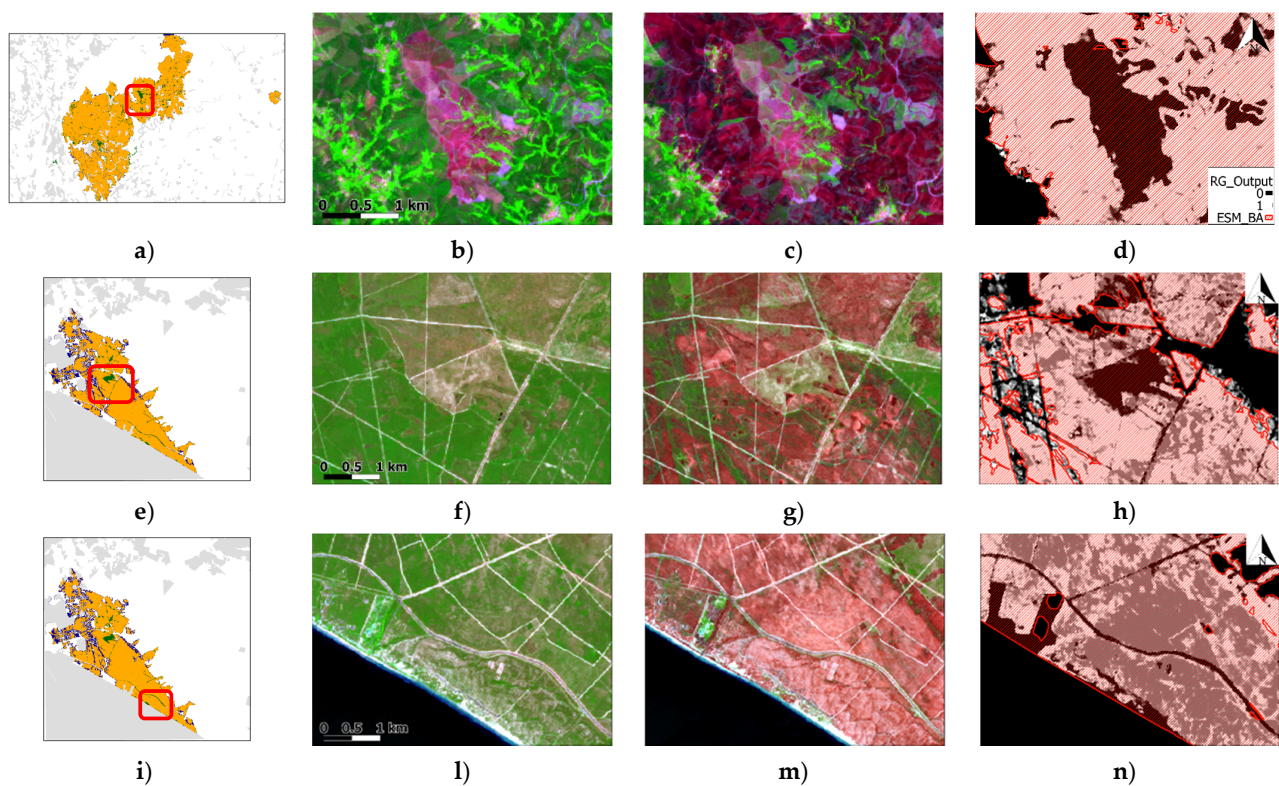 N
RG_Output
0
1
ESM_BA
0 0.5 1 km
a) b) c) d)
N
0 0.5 1 km
e) f) g) h)
N
0 0.5 1 km
i) l) m) n)